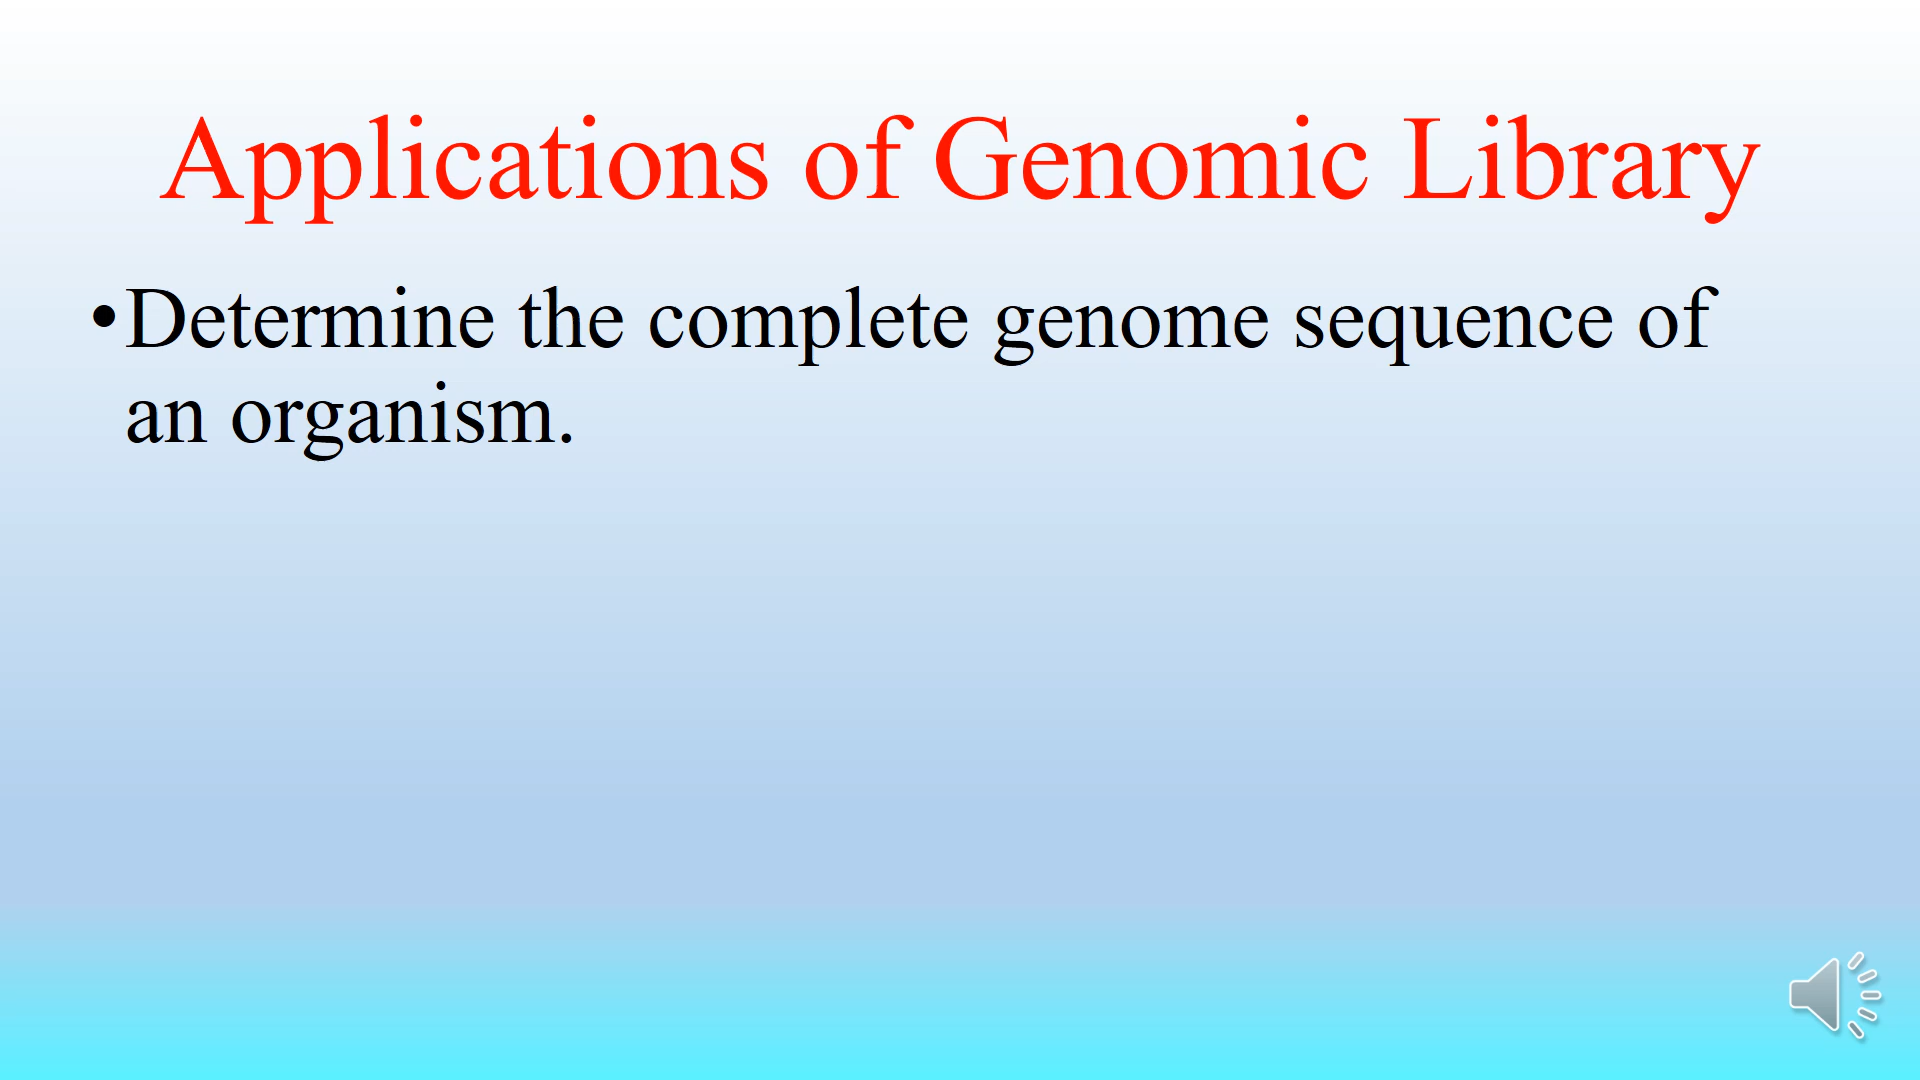 Applications of Genomic Library
•Determine the complete genome sequence of
an organism.